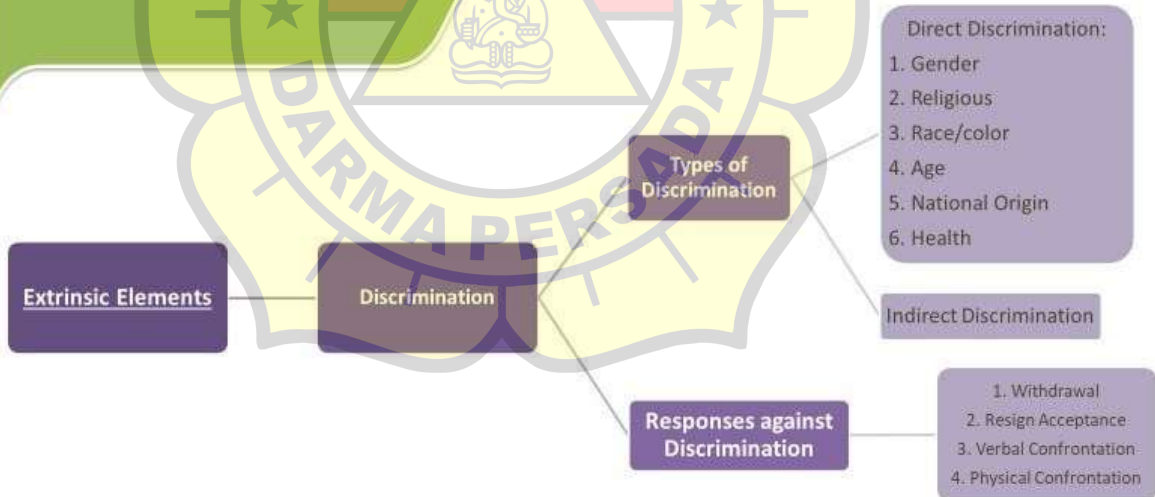 DARMA PERSADA
Extrinsic Elements
Discrimination
Types of
Discrimination
Direct Discrimination:
1. Gender
2. Religious
3. Race/color
4. Age
5. National Origin
6. Health
Indirect Discrimination
Responses against
Discrimination
1. Withdrawal
2. Resign Acceptance
3. Verbal Confrontation
4. Physical Confrontation